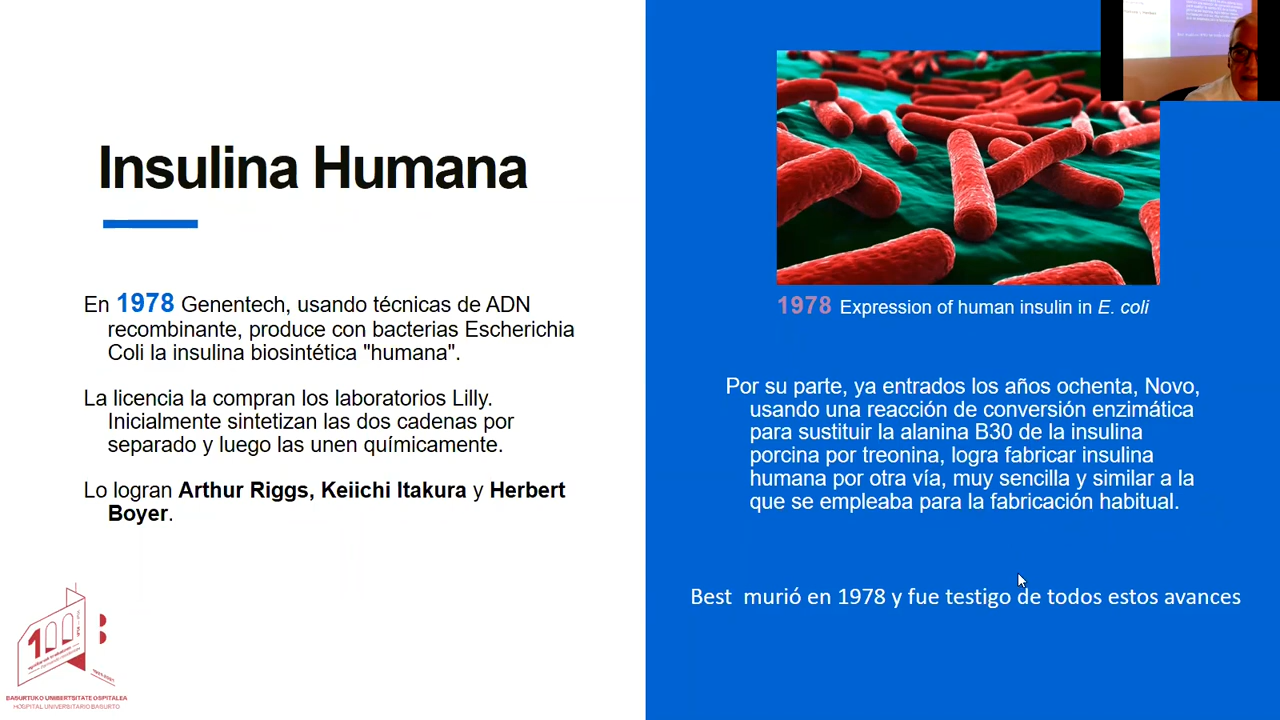 Insulina Humana
En 1978 Genentech, usando técnicas de ADN
recombinante, produce con bacterias Escherichia
Coli la insulina biosintética "humana".
La licencia la compran los laboratorios Lilly.
Inicialmente sintetizan las dos cadenas por
separado y luego las unen químicamente.
Lo logran Arthur Riggs, Keiichi Itakura y Herbert
Boyer.
100
BASURTUKO UNIBERTSITATE OSPITALEA
HOSPITAL UNIVERSITARIO BASURTO
1978 Expression of human insulin in E. coli
Por su parte, ya entrados los años ochenta, Novo,
usando una reacción de conversión enzimática
para sustituir la alanina B30 de la insulina
porcina por treonina, logra fabricar insulina
humana por otra vía, muy sencilla y similar a la
que se empleaba para la fabricación habitual.
Best murió en 1978 y fue testigo de todos estos avances